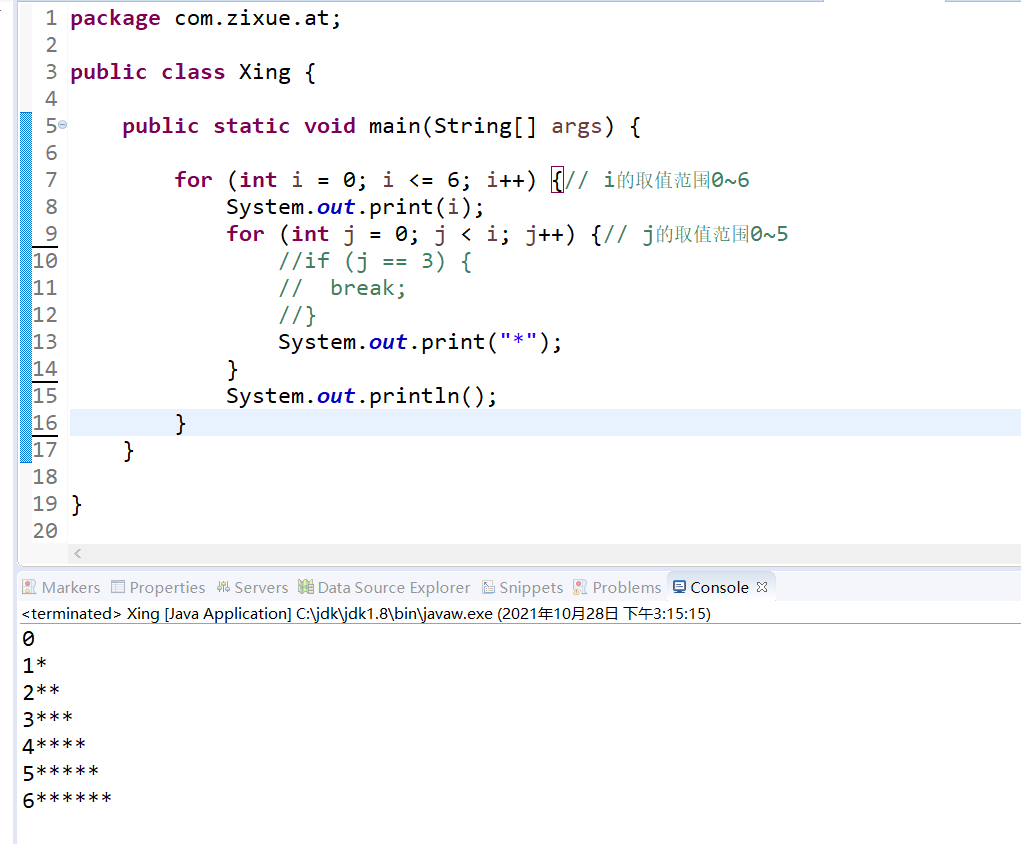 1 package com.zixue.at;
2
3 public class Xing {
4
5 public static void main(String[] args) {
6
7 for (int i = 0; i <= 6; i++) {// i的取值范围0~6
8 System.out.print(i);
9 for (int j = 0; j < i; j++) {// j的取值范围0~5
10 //if (j == 3) {
11 // break;
12 //}
13 System.out.print("*");
14 }
15 System.out.println();
16 }
17 }
18
19 }
20
Markers Properties Servers Data Source Explorer Snippets Problems Console
<terminated> Xing [Java Application] C:\jdk\jdk1.8\bin\javaw.exe (2021年10月28日 下午3:15:15)
0
1*
2**
3***
4****
5*****
6******